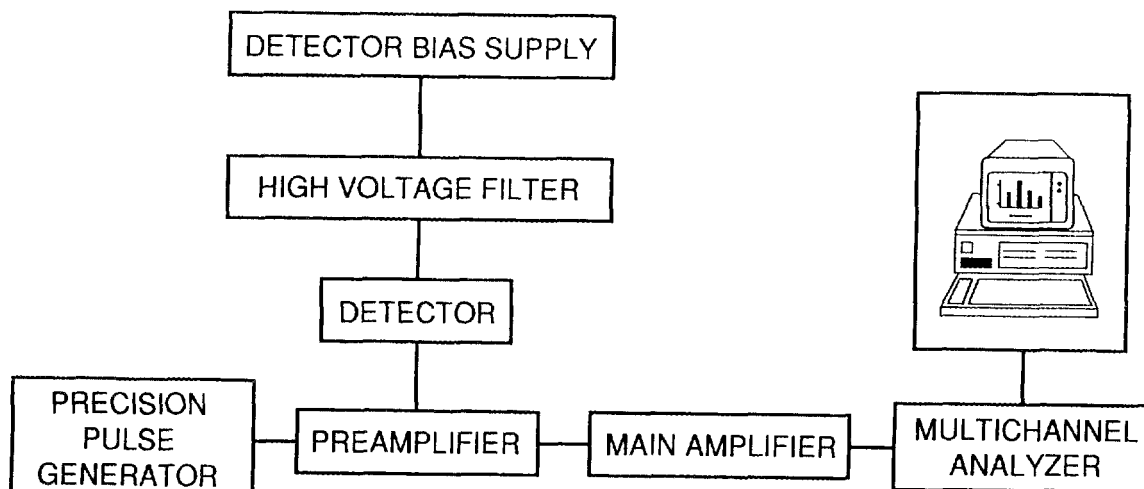 DETECTOR BIAS SUPPLY
HIGH VOLTAGE FILTER
DETECTOR
PRECISION
PULSE
GENERATOR
PREAMPLIFIER
MAIN AMPLIFIER
MULTICHANNEL
ANALYZER